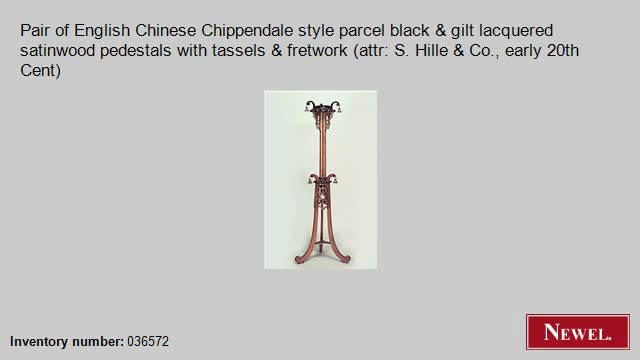 Pair of English Chinese Chippendale style parcel black & gilt lacquered
satinwood pedestals with tassels & fretwork (attr: S. Hille & Co., early 20th
Cent)
Inventory number: 036572
NEWEL.